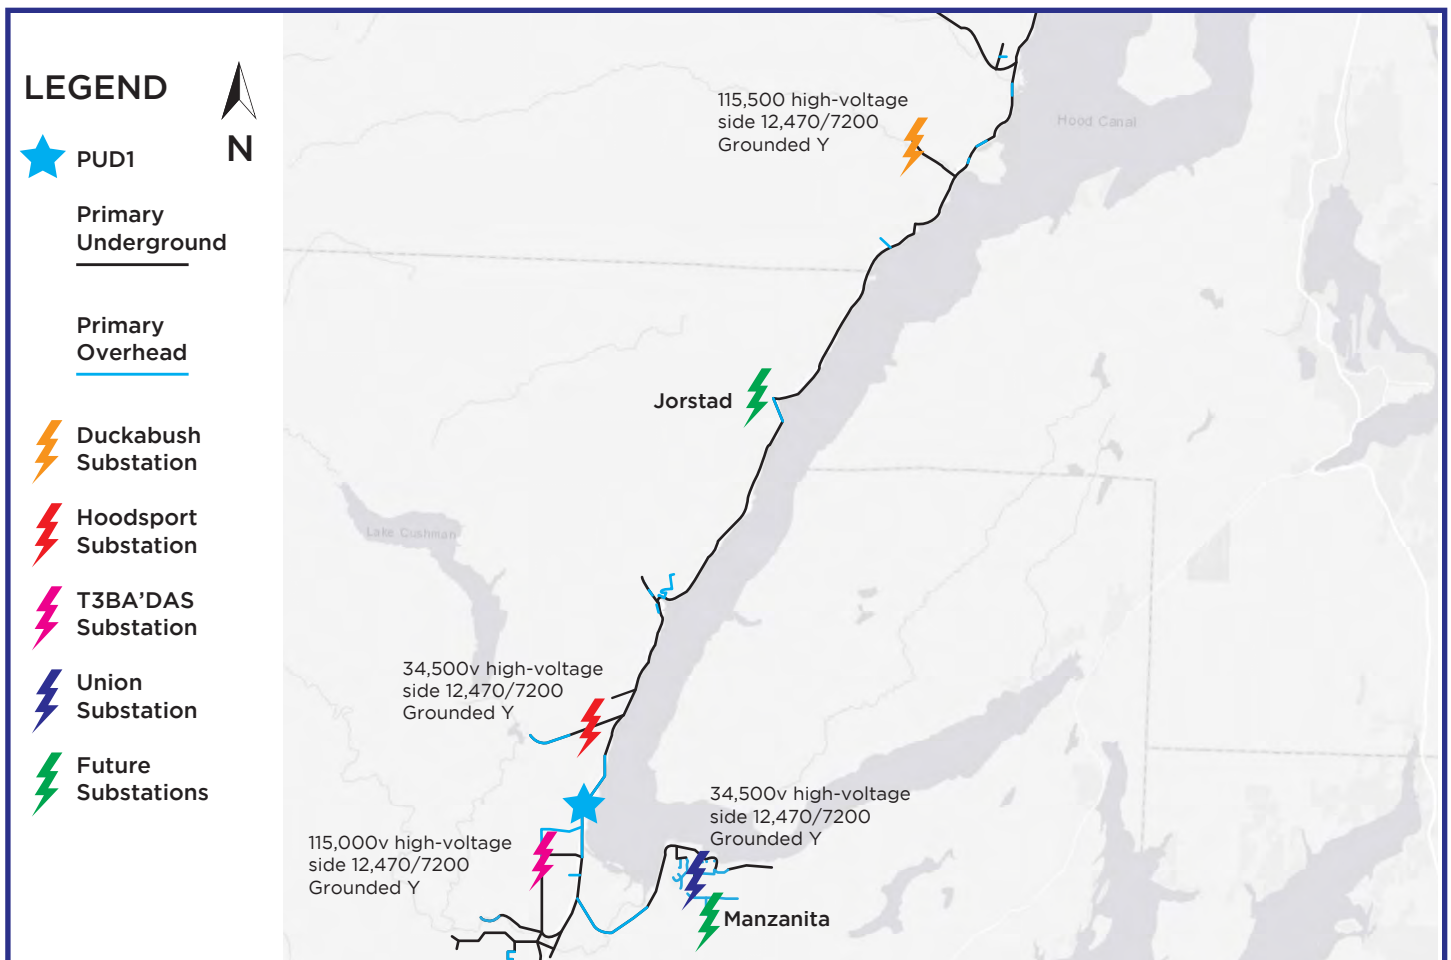 LEGEND
N
PUD1
Primary
Underground
Primary
Overhead
Duckabush
Substation
Hoodsport
Substation
T3BA'DAS
Substation
Union
Substation
Future
Substations
115,500 high-voltage
side 12,470/7200
Grounded Y
Hood Canal
Jorstad
Lake Cushman
34,500v high-voltage
side 12,470/7200
Grounded Y
34,500v high-voltage
side 12,470/7200
Grounded Y
115,000v high-voltage
side 12,470/7200
Grounded Y
Manzanita